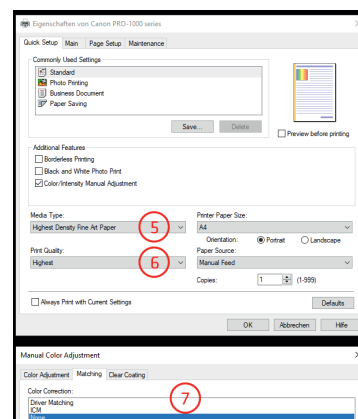 Eigenschaften von Canon PRO-1000 series
Quick Setup Main Page Setup Maintenance
Commonly Used Settings
Standard
Photo Printing
Business Document
Paper Saving
Save... Delete
Preview before printing
Additional Features
Borderless Printing
Black and White Photo Print
Color/Intensity Manual Adjustment
Media Type: Printer Paper Size:
Highest Density Fine Art Paper 5 A4
Orientation: Portrait Landscape
Print Quality: Paper Source:
Highest 6 Manual Feed
Copies: 1 (1-999)
Always Print with Current Settings Defaults
OK Abbrechen Hilfe
Manual Color Adjustment
Color Adjustment Matching Clear Coating
Color Correction: 7
Driver Matching
ICM
None